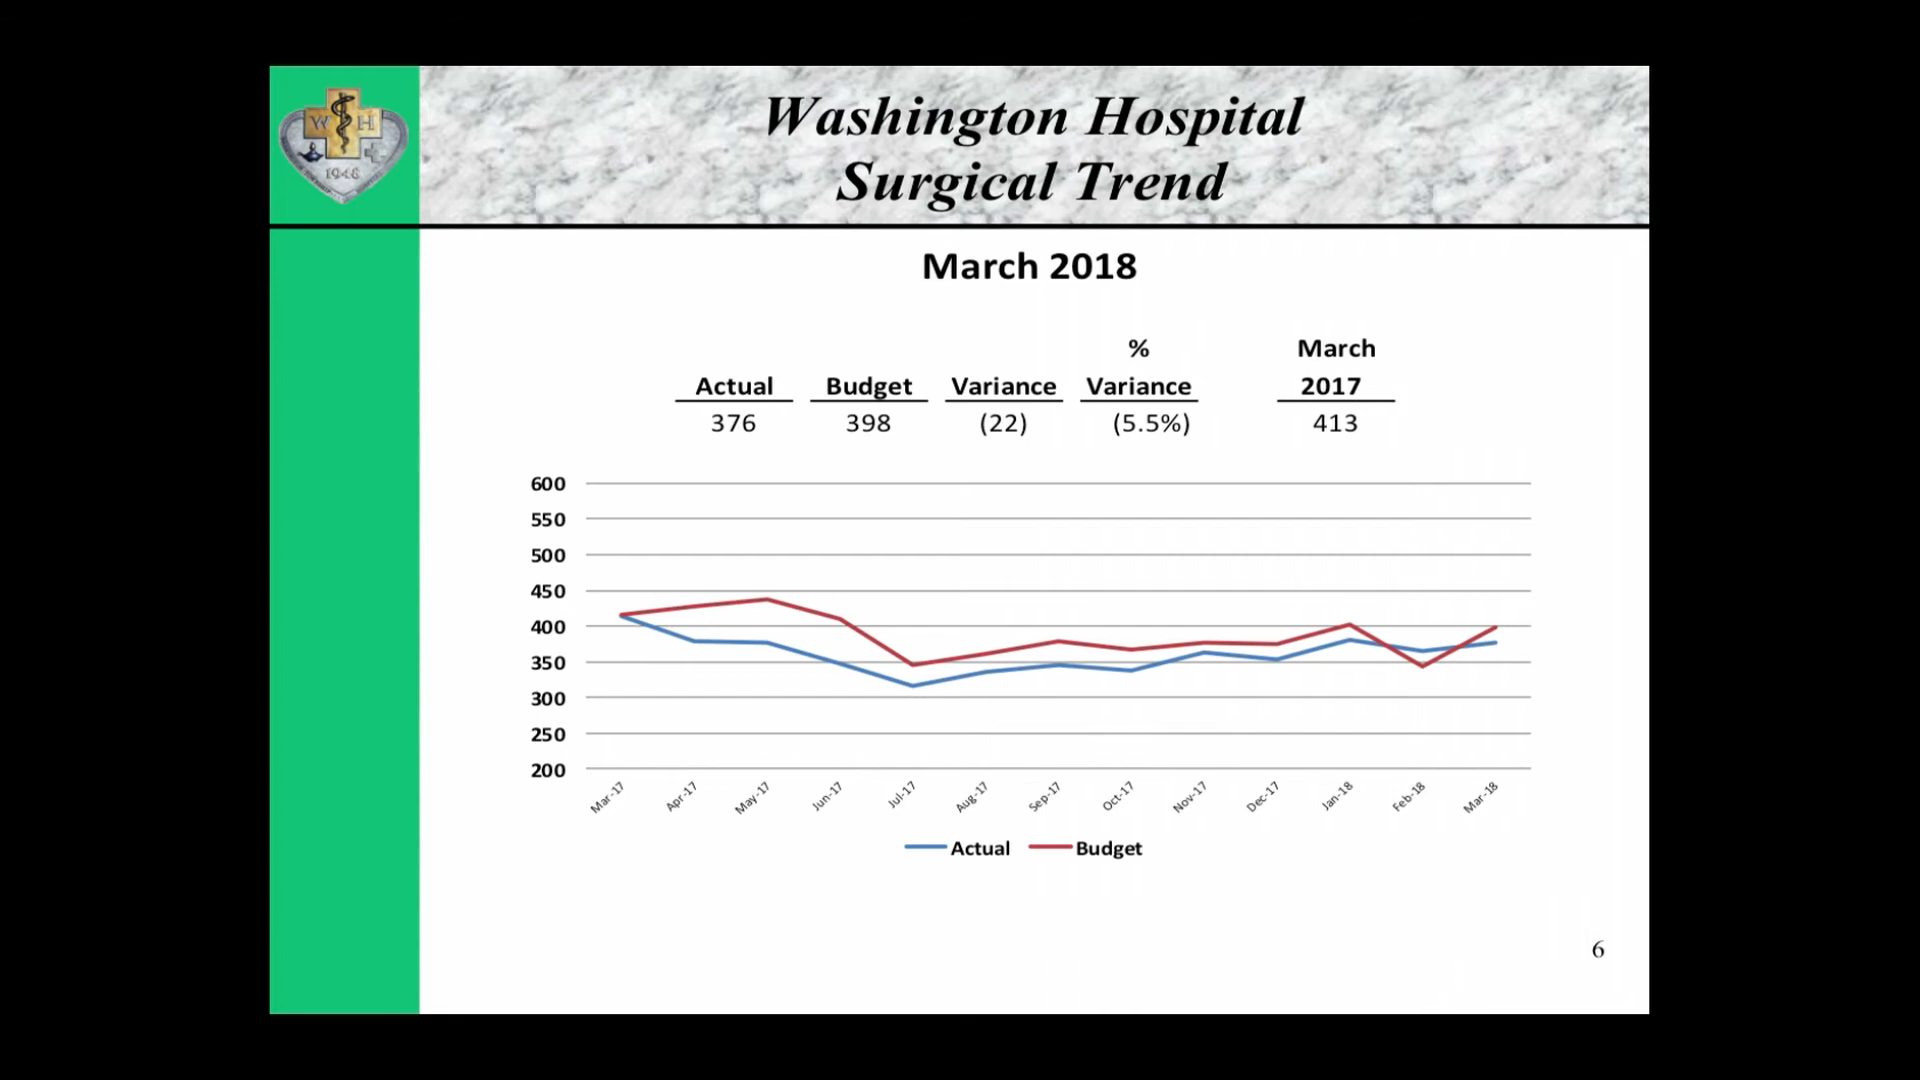 W H
1948
Washington Hospital
Surgical Trend
March 2018
% March
Actual Budget Variance Variance 2017
376 398 (22) (5.5%) 413
600
550
500
450
400
350
300
250
200
Mar-17 Apr-17 May-17 Jun-17 Jul-17 Aug-17 Sep-17 Oct-17 Nov-17 Dec-17 Jan-18 Feb-18 Mar-18
Actual Budget
6